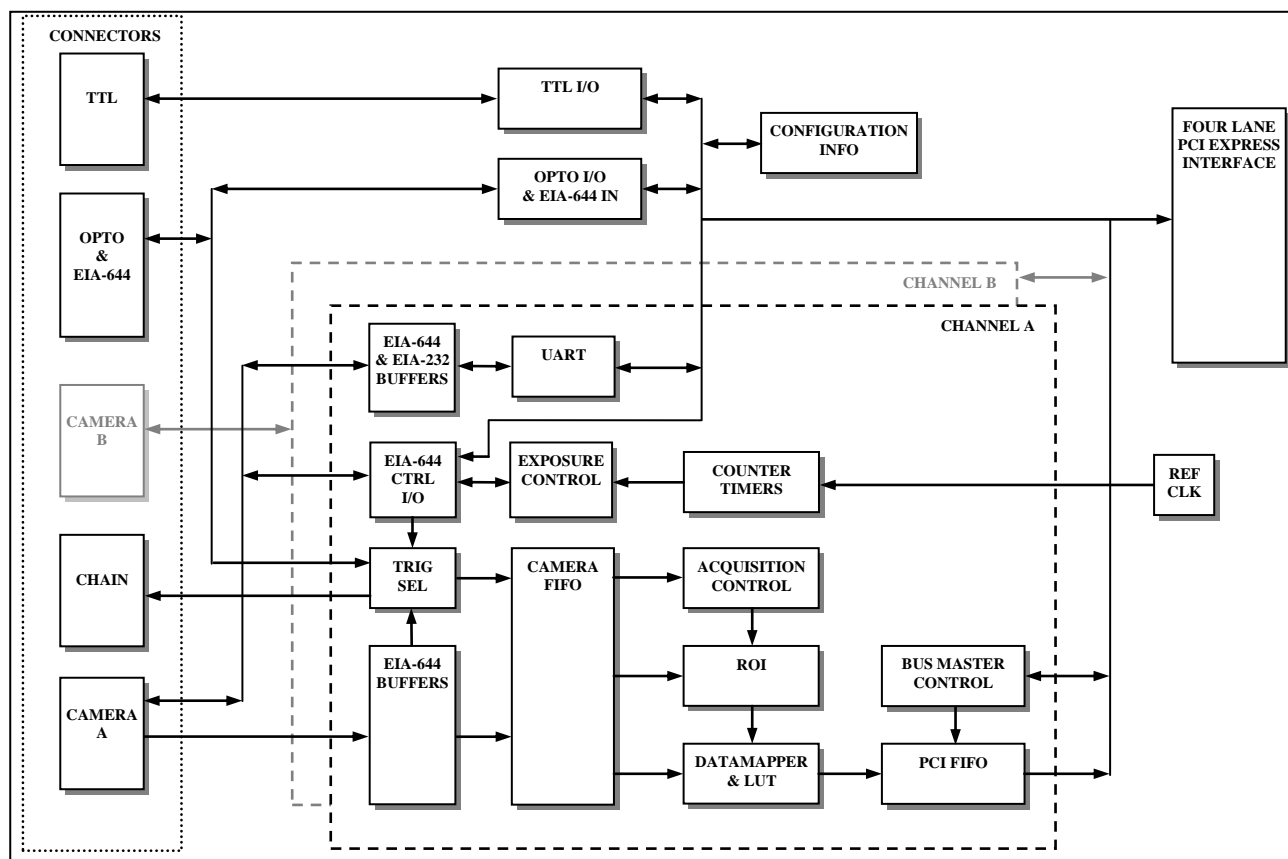 CONNECTORS
TTL
TTL I/O
CONFIGURATION
INFO
FOUR LANE
PCI EXPRESS
INTERFACE
OPTO I/O
& EIA-644 IN
OPTO
&
EIA-644
CHANNEL B
CHANNEL A
EIA-644
& EIA-232
BUFFERS
UART
CAMERA
B
EIA-644
CTRL
I/O
EXPOSURE
CONTROL
COUNTER
TIMERS
REF
CLK
CHAIN
TRIG
SEL
CAMERA
FIFO
ACQUISITION
CONTROL
EIA-644
BUFFERS
ROI
BUS MASTER
CONTROL
CAMERA
A
DATAMAPPER
& LUT
PCI FIFO